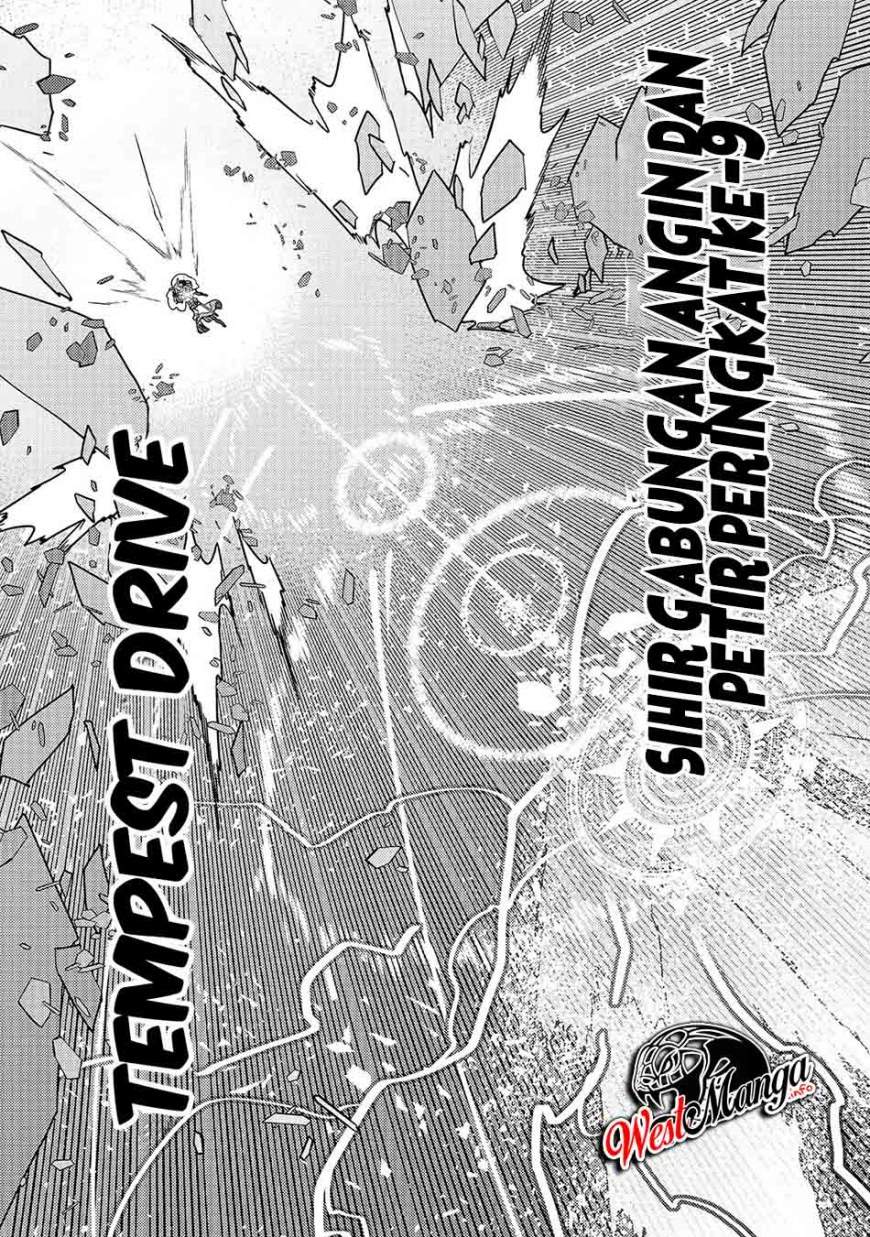 SIHIR GABUNGAN ANGIN DAN
PETIR PERINGKAT KE-9
TEMPEST DRIVE
WestManga
.info